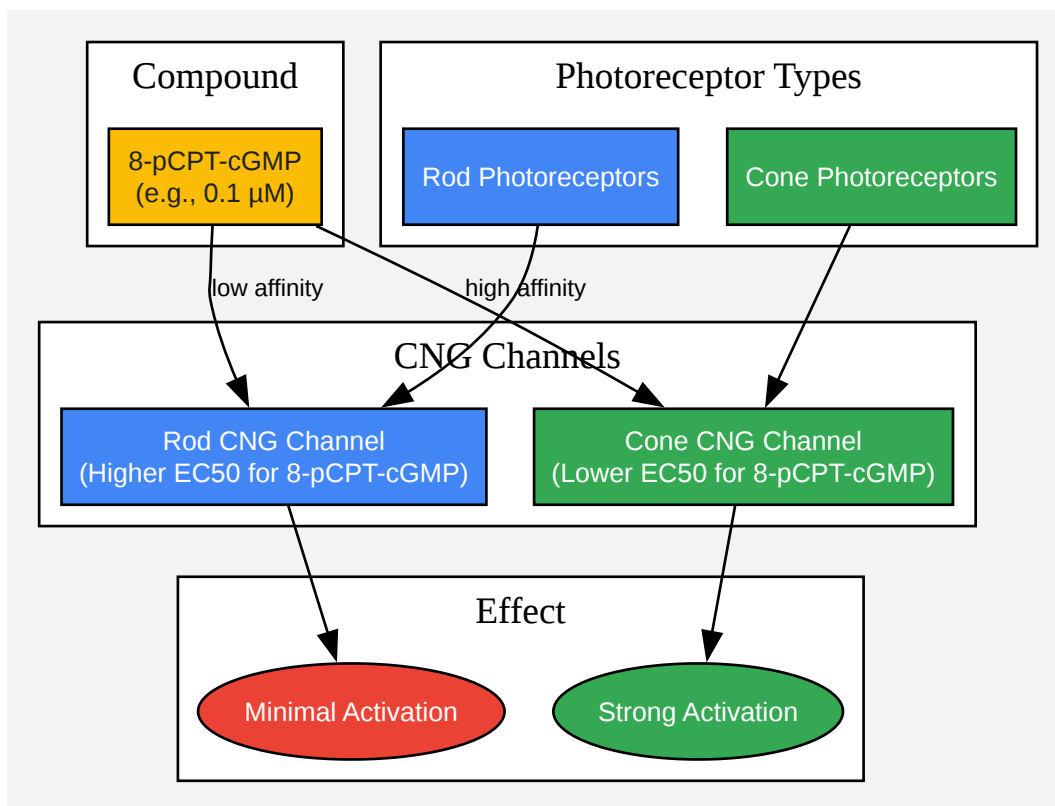 Compound
Photoreceptor Types
8-pCPT-cGMP
(e.g., 0.1 µM)
Rod Photoreceptors
Cone Photoreceptors
low affinity
high affinity
CNG Channels
Rod CNG Channel
(Higher EC50 for 8-pCPT-cGMP)
Cone CNG Channel
(Lower EC50 for 8-pCPT-cGMP)
Effect
Minimal Activation
Strong Activation